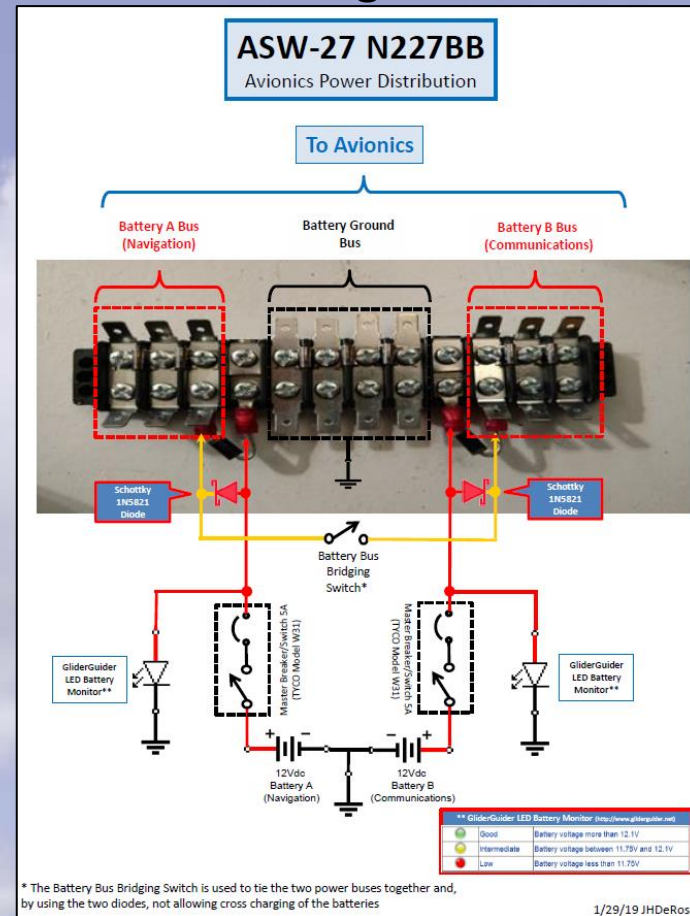 ASW-27 N227BB
Avionics Power Distribution
To Avionics
Battery A Bus
(Navigation)
Battery Ground
Bus
Battery B Bus
(Communications)
Schottky
1N5821
Diode
Schottky
1N5821
Diode
Battery Bus
Bridging
Switch*
Master Breaker/Switch 5A
(TYCO Model W31)
Master Breaker/Switch 5A
(TYCO Model W31)
GliderGuider
LED Battery
Monitor**
GliderGuider
LED Battery
Monitor**
+ −
− +
12Vdc
Battery A
(Navigation)
12Vdc
Battery B
(Communications)
** GliderGuider LED Battery Monitor (http://www.gliderguider.net)
Good Battery voltage more than 12.1V
Intermediate Battery voltage between 11.75V and 12.1V
Low Battery voltage less than 11.75V
* The Battery Bus Bridging Switch is used to tie the two power buses together and,
by using the two diodes, not allowing cross charging of the batteries
1/29/19 JHDeRos